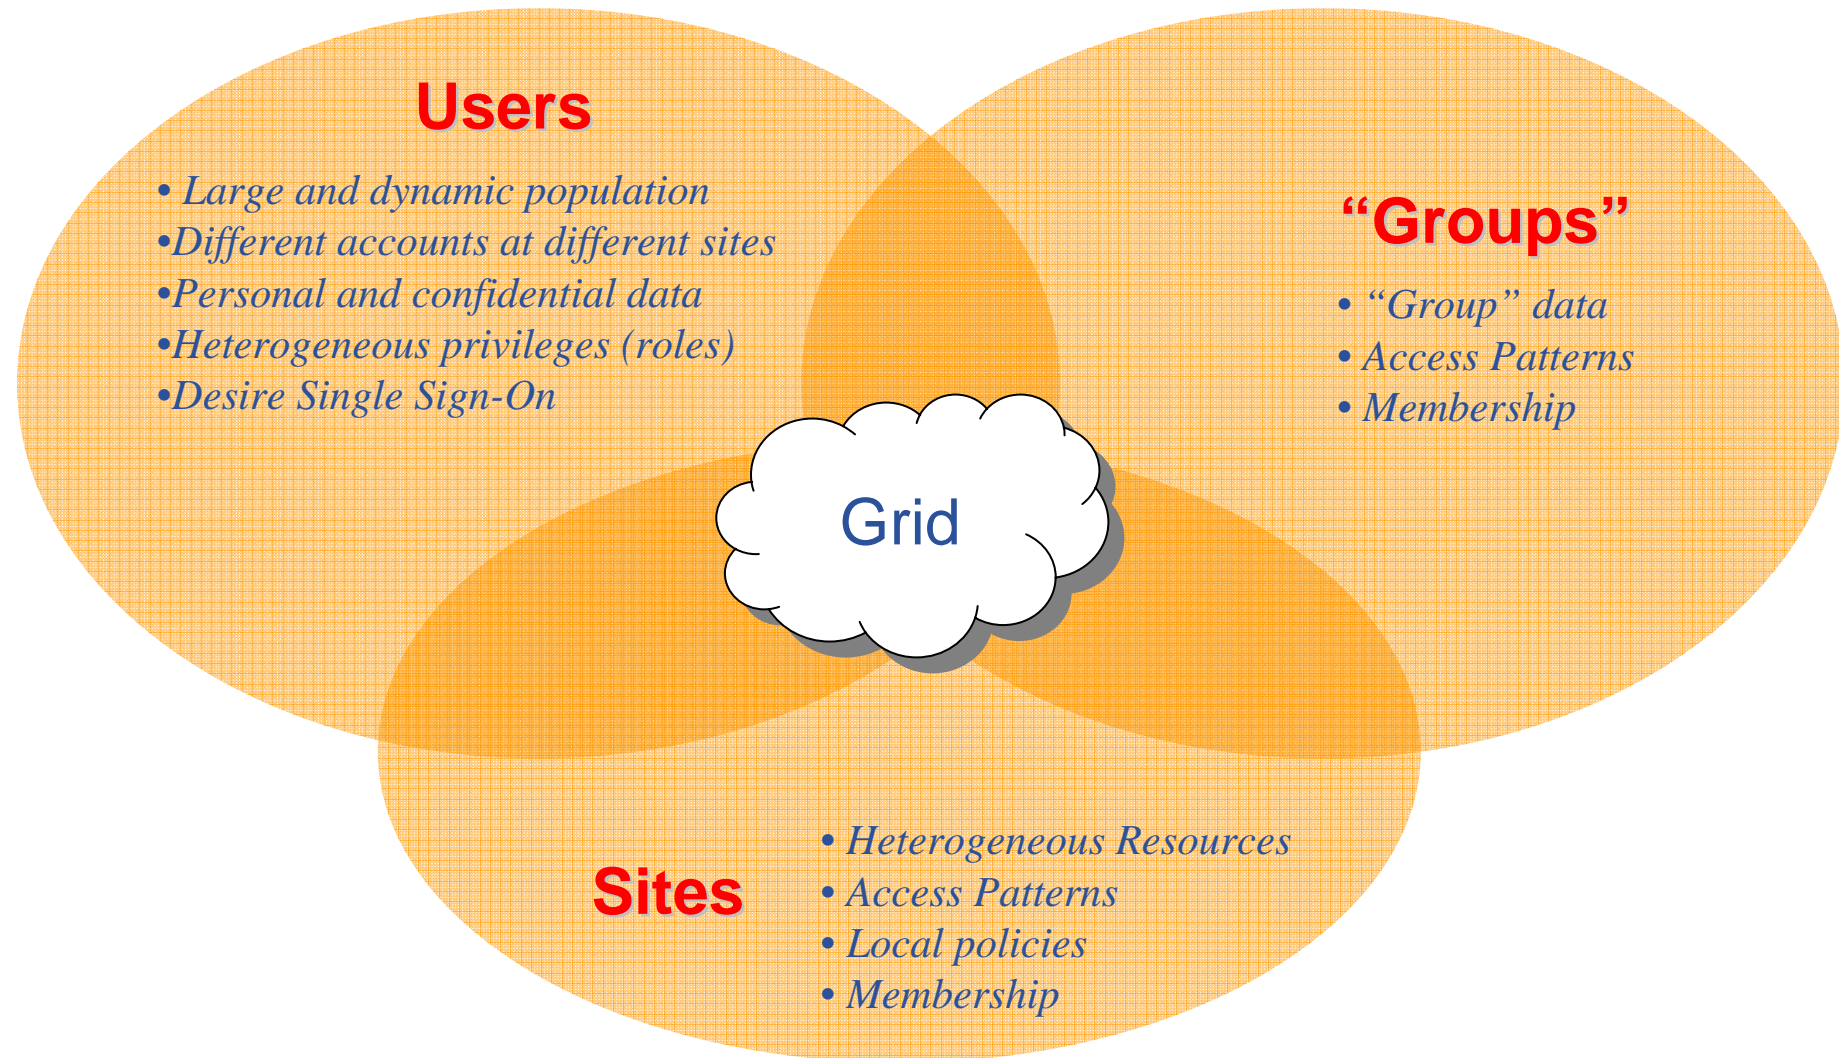 Users
• Large and dynamic population
•Different accounts at different sites
•Personal and confidential data
•Heterogeneous privileges (roles)
•Desire Single Sign-On
“Groups”
• “Group” data
• Access Patterns
• Membership
Grid
Sites
• Heterogeneous Resources
• Access Patterns
• Local policies
• Membership